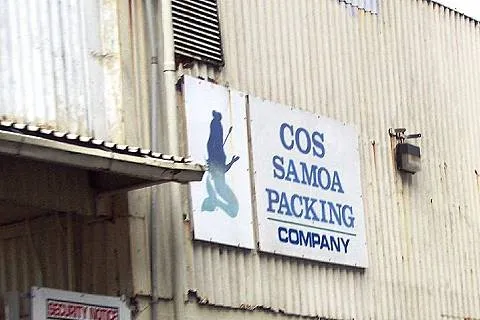 COS
SAMOA
PACKING
COMPANY
SECURITY NOTICE